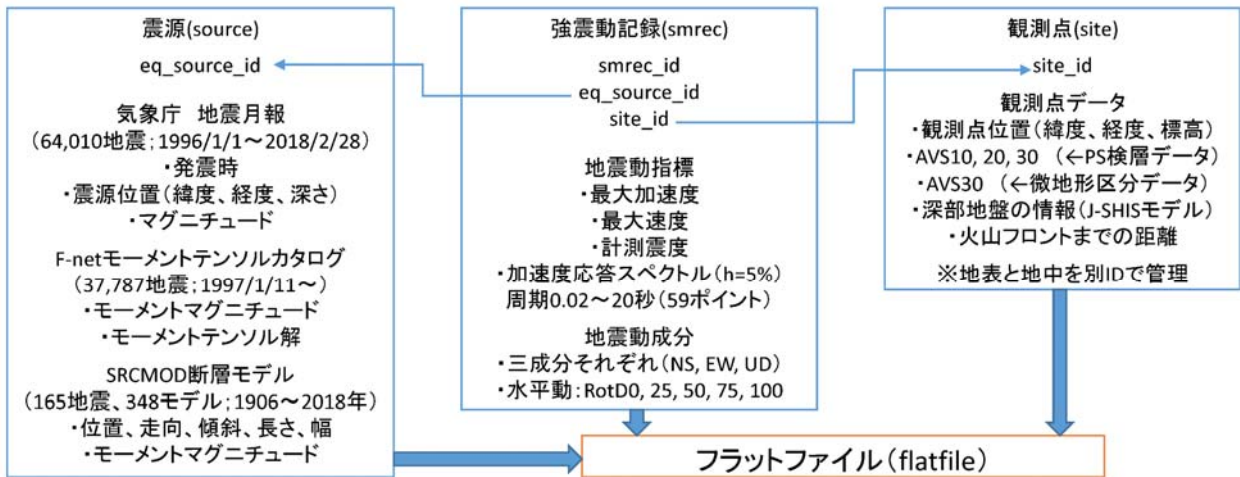 震源(source)
eq_source_id
気象庁　地震月報
（64,010地震；1996/1/1～2018/2/28）
・発震時
・震源位置（緯度、経度、深さ）
・マグニチュード
F-netモーメントテンソルカタログ
（37,787地震；1997/1/11～）
・モーメントマグニチュード
・モーメントテンソル解
SRCMOD断層モデル
（165地震、348モデル；1906～2018年）
・位置、走向、傾斜、長さ、幅
・モーメントマグニチュード
強震動記録(smrec)
smrec_id
eq_source_id
site_id
地震動指標
・最大加速度
・最大速度
・計測震度
・加速度応答スペクトル（h=5%）
周期0.02～20秒（59ポイント）
地震動成分
・三成分それぞれ（NS, EW, UD）
・水平動：RotD0, 25, 50, 75, 100
観測点(site)
site_id
観測点データ
・観測点位置（緯度、経度、標高）
・AVS10, 20, 30　（←PS検層データ）
・AVS30　（←微地形区分データ）
・深部地盤の情報（J-SHISモデル）
・火山フロントまでの距離
※地表と地中を別IDで管理
フラットファイル（flatfile）